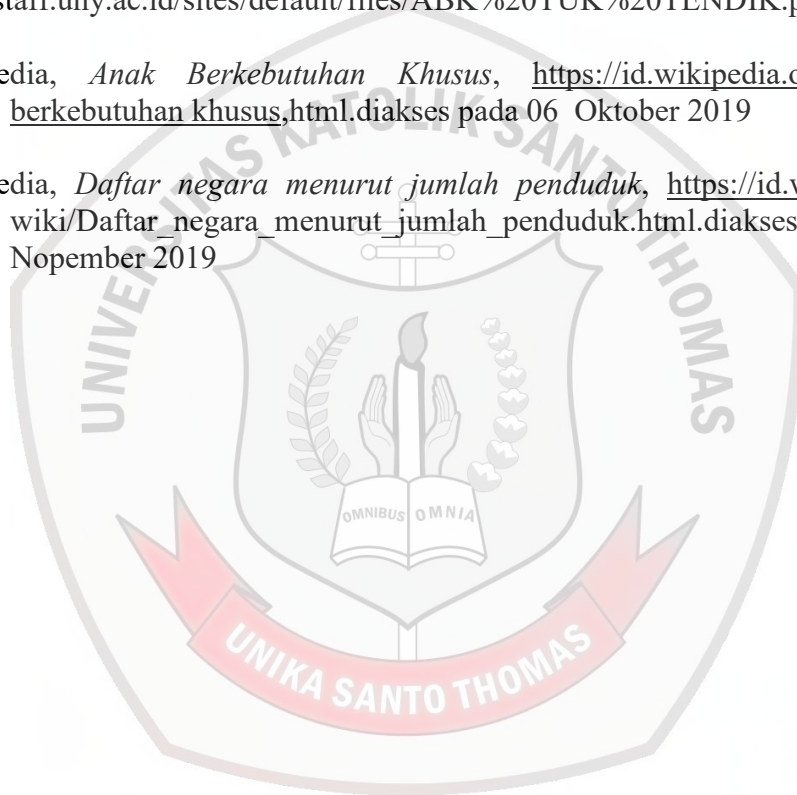 staff.uny.ac.id/sites/default/files/ABK%20TUK%20TENDIK.p
edia, Anak Berkebutuhan Khusus, https://id.wikipedia.o
berkebutuhan khusus,html.diakses pada 06 Oktober 2019
edia, Daftar negara menurut jumlah penduduk, https://id.w
wiki/Daftar_negara_menurut_jumlah_penduduk.html.diakses
Nopember 2019
UNIVERSITAS KATOLIK SANTO THOMAS
OMNIBUS OMNIA
UNIKA SANTO THOMAS